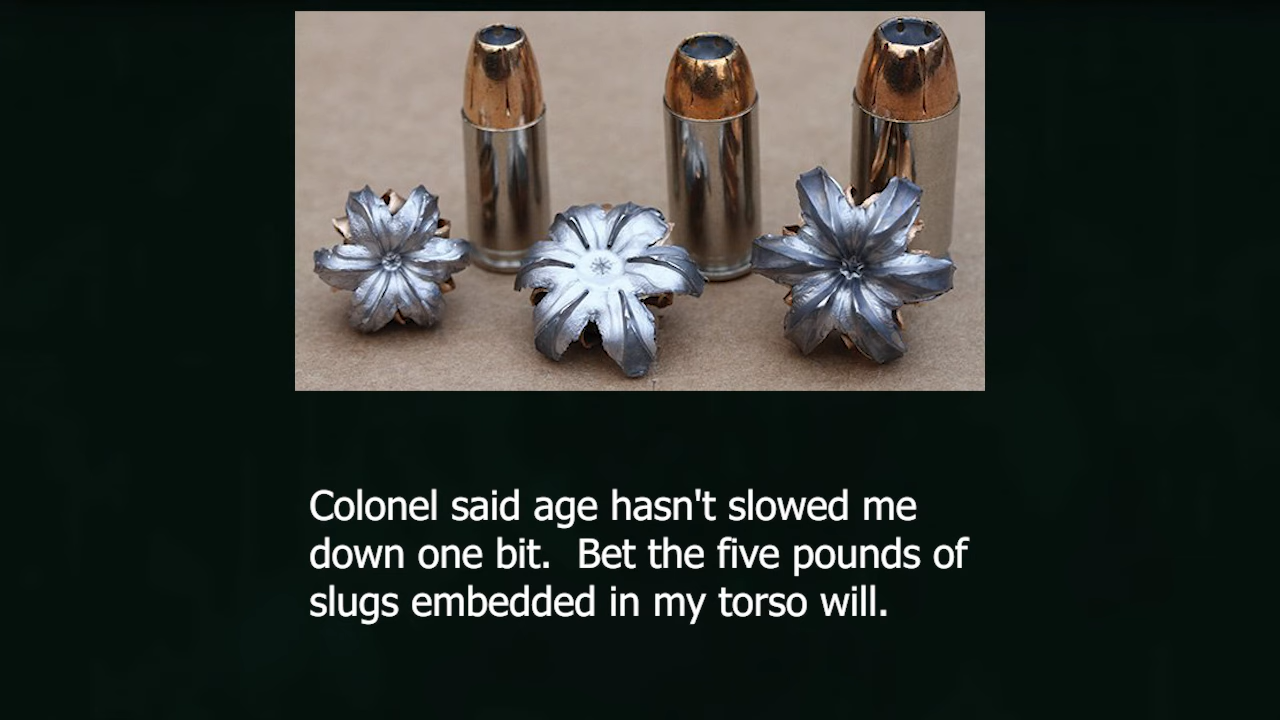 Colonel said age hasn't slowed me
down one bit.  Bet the five pounds of
slugs embedded in my torso will.